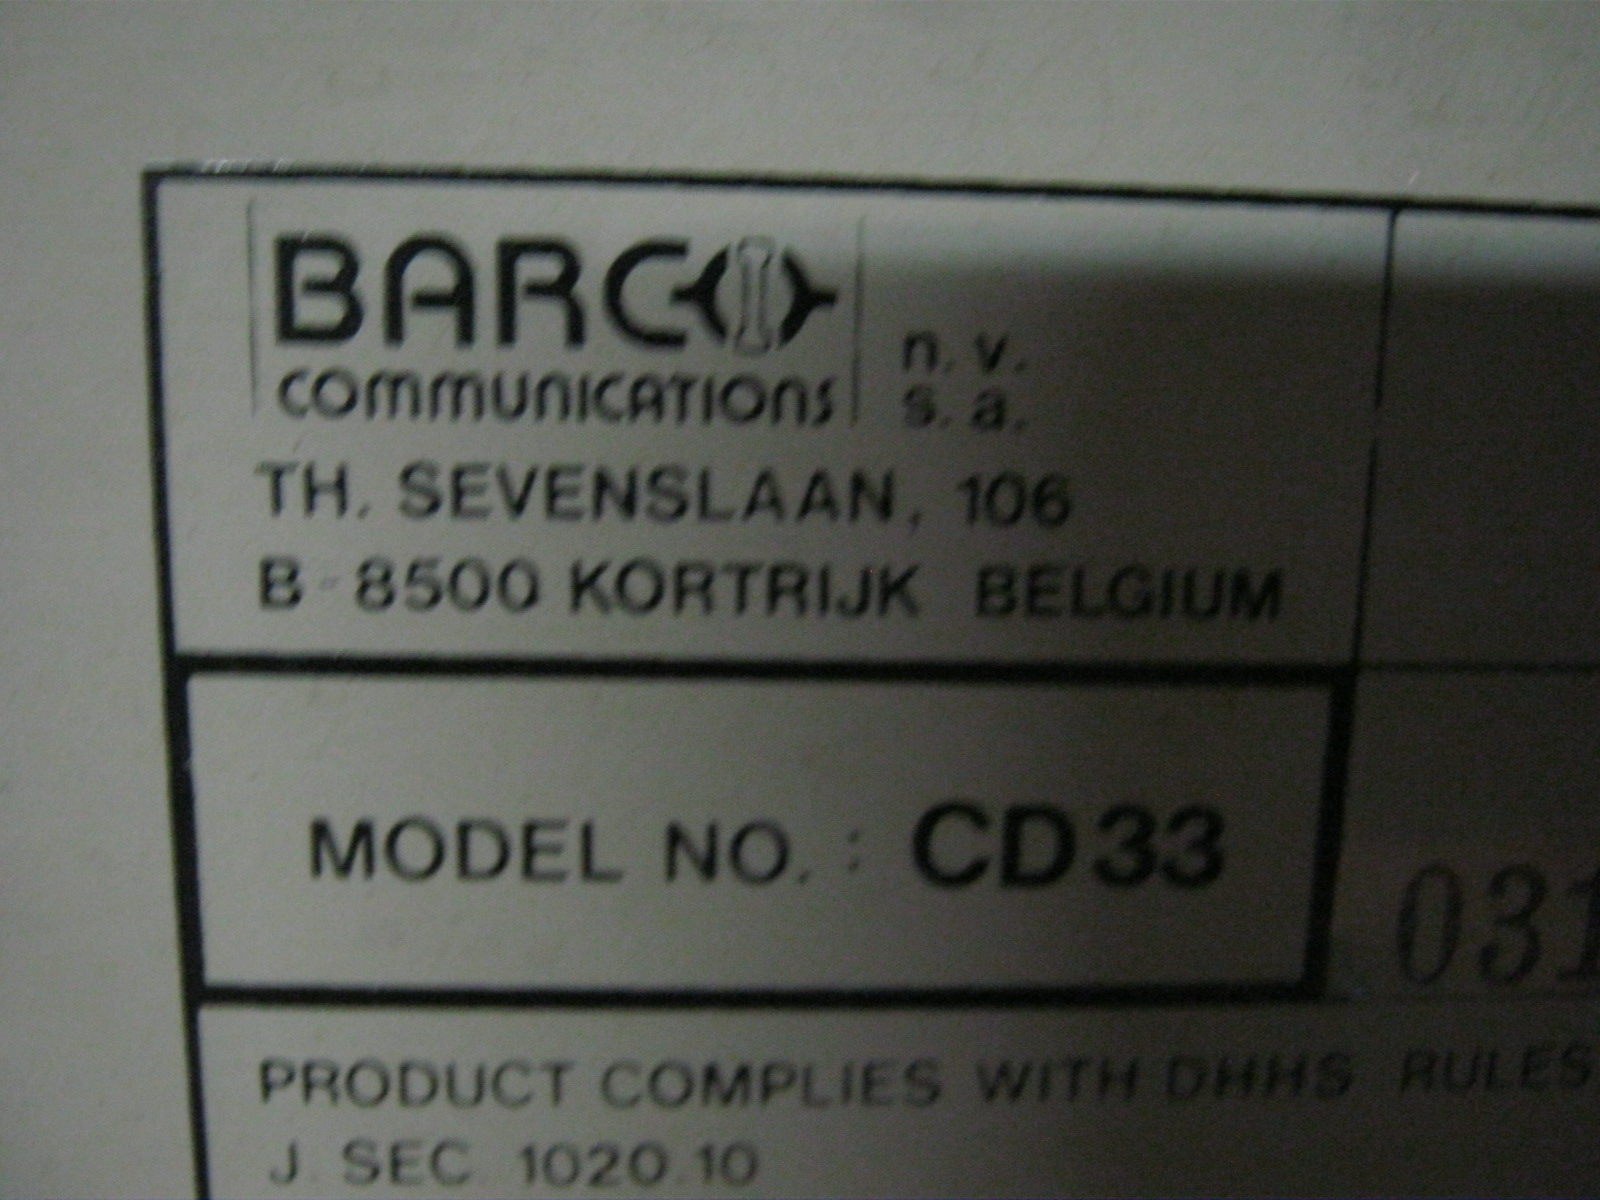 BARCO
COMMUNICATIONS
n.v.
s.a.
TH. SEVENSLAAN, 106
B-8500 KORTRIJK BELGIUM
MODEL NO. : CD33
031
PRODUCT COMPLIES WITH DHHS RULES
J. SEC 1020.10